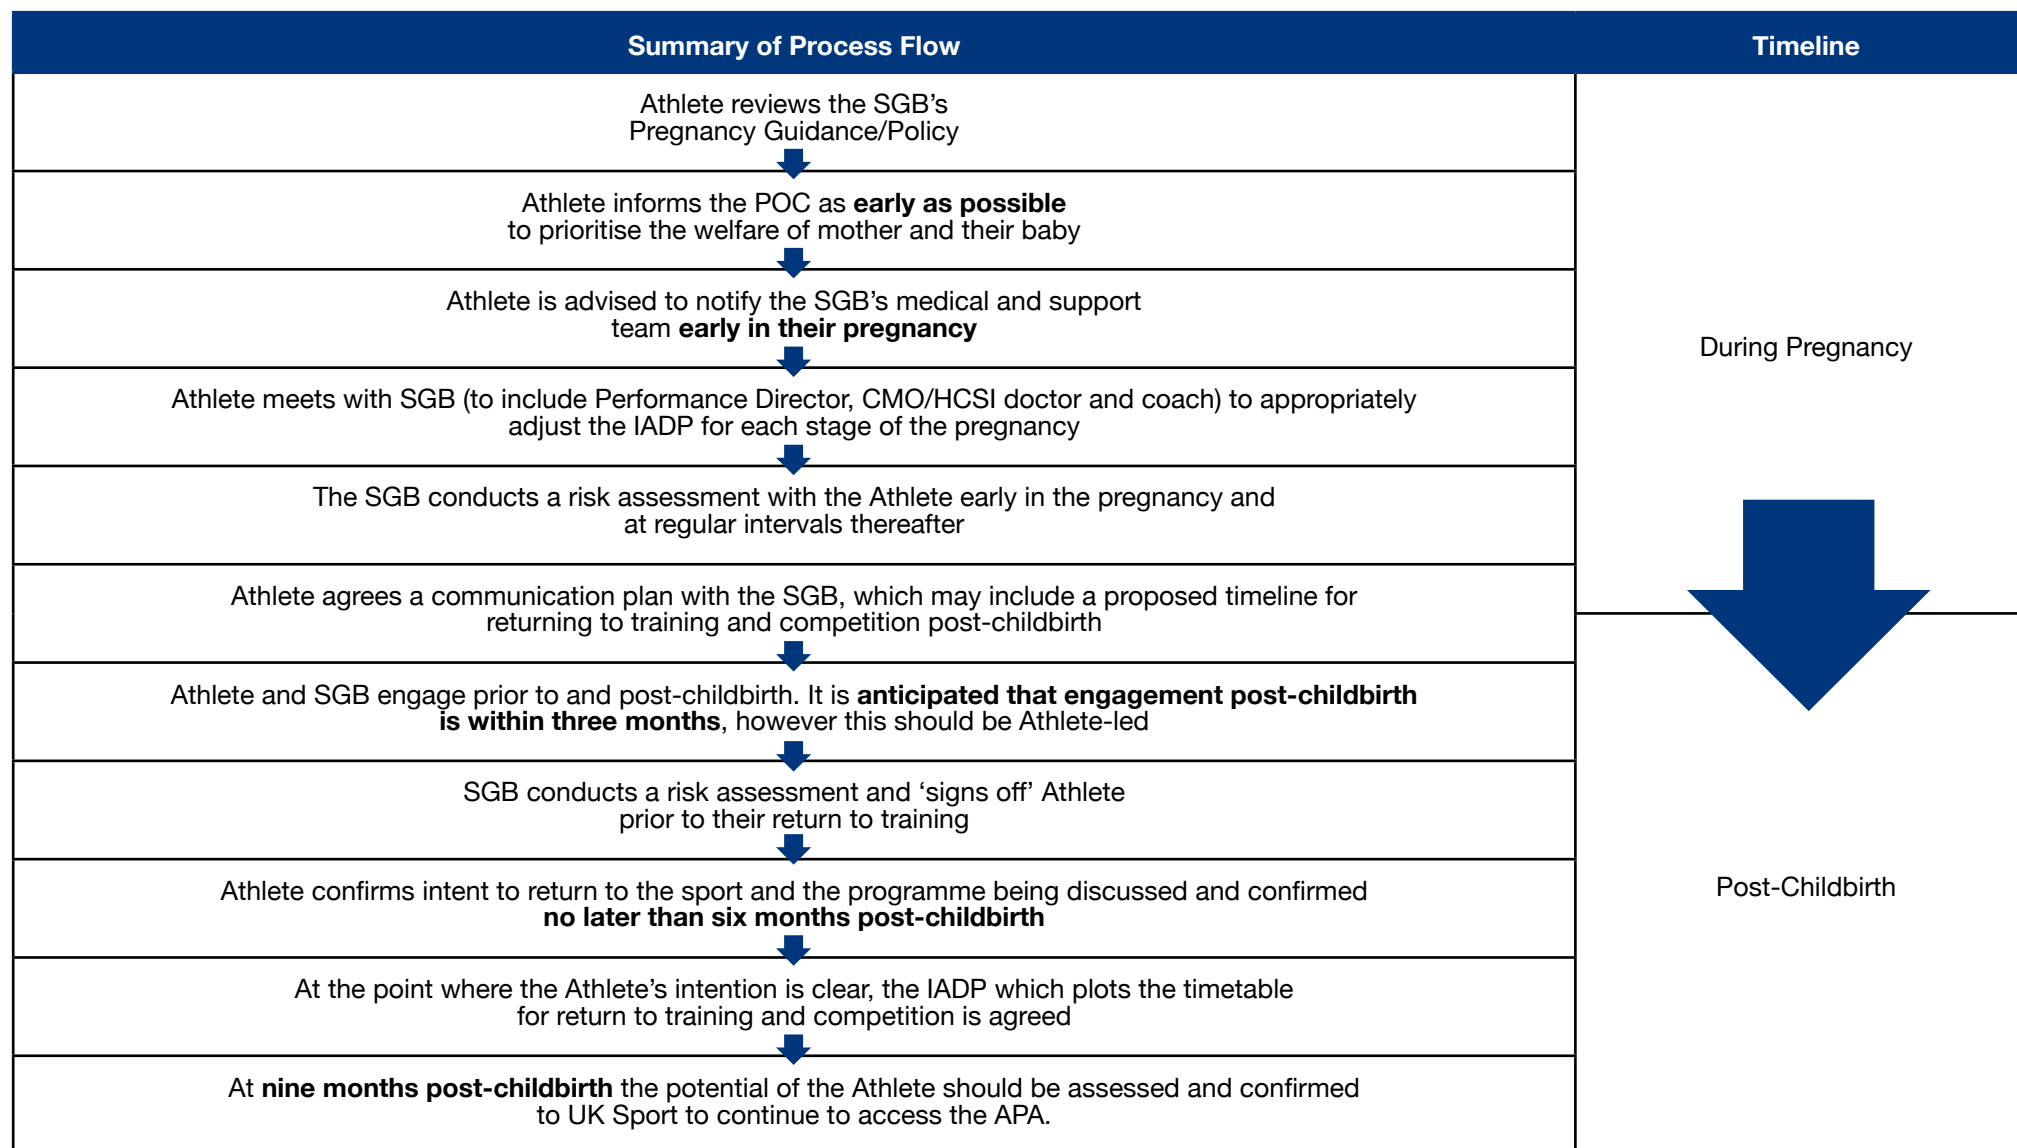 Summary of Process Flow
Timeline
Athlete reviews the SGB’s
Pregnancy Guidance/Policy
Athlete informs the POC as early as possible
to prioritise the welfare of mother and their baby
Athlete is advised to notify the SGB’s medical and support
team early in their pregnancy
Athlete meets with SGB (to include Performance Director, CMO/HCSI doctor and coach) to appropriately
adjust the IADP for each stage of the pregnancy
The SGB conducts a risk assessment with the Athlete early in the pregnancy and
at regular intervals thereafter
During Pregnancy
Athlete agrees a communication plan with the SGB, which may include a proposed timeline for
returning to training and competition post-childbirth
Athlete and SGB engage prior to and post-childbirth. It is anticipated that engagement post-childbirth
is within three months, however this should be Athlete-led
SGB conducts a risk assessment and ‘signs off’ Athlete
prior to their return to training
Athlete confirms intent to return to the sport and the programme being discussed and confirmed
no later than six months post-childbirth
At the point where the Athlete’s intention is clear, the IADP which plots the timetable
for return to training and competition is agreed
At nine months post-childbirth the potential of the Athlete should be assessed and confirmed
to UK Sport to continue to access the APA.
Post-Childbirth